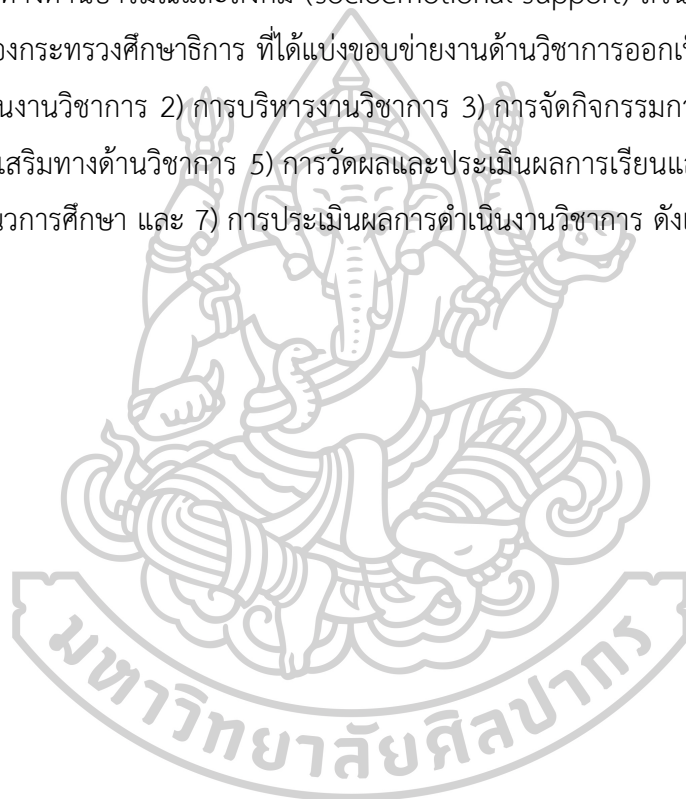 ทางด้านอารมณ์และสังคม (socioemotional support)
องกระทรวงศึกษาธิการ ที่ได้แบ่งขอบข่ายงานด้านวิชาการออกเป็
นงานวิชาการ 2) การบริหารงานวิชาการ 3) การจัดกิจกรรมกา
เสริมทางด้านวิชาการ 5) การวัดผลและประเมินผลการเรียนแล
นวการศึกษา และ 7) การประเมินผลการดำเนินงานวิชาการ ดัง
มหาวิทยาลัยศิลปากร